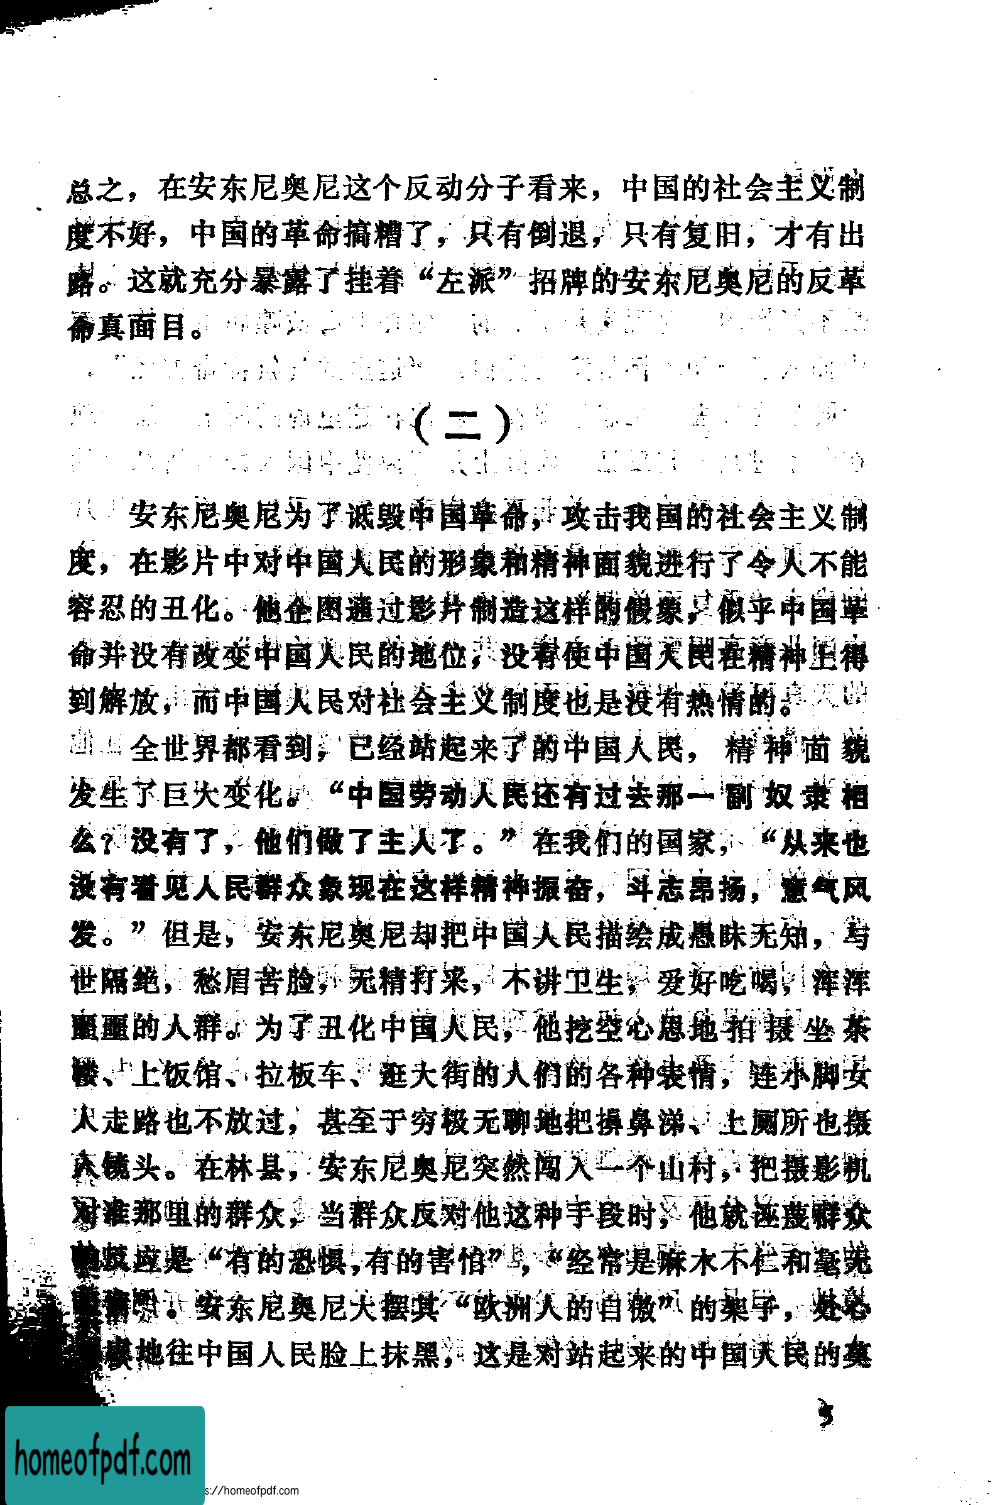 总之，在安东尼奥尼这个反动分子看来，中国的社会主义制
度不好，中国的革命搞糟了，只有倒退，只有复旧，才有出
路。这就充分暴露了挂着“左派”招牌的安东尼奥尼的反革
命真面目。
（二）
安东尼奥尼为了诋毁中国革命，攻击我国的社会主义制
度，在影片中对中国人民的形象和精神面貌进行了令人不能
容忍的丑化。他企图通过影片制造这样的假象，似乎中国革
命并没有改变中国人民的地位，没有使中国人民在精神上得
到解放，而中国人民对社会主义制度也是没有热情的。
全世界都看到，已经站起来了的中国人民，精神面貌
发生了巨大变化。“中国劳动人民还有过去那一副奴隶相
么？没有了，他们做了主人了。”在我们的国家，“从来也
没有看见人民群众象现在这样精神振奋，斗志昂扬，意气风
发。”但是，安东尼奥尼却把中国人民描绘成愚昧无知，与
世隔绝，愁眉苦脸，无精打采，不讲卫生，爱好吃喝，浑浑
噩噩的人群。为了丑化中国人民，他挖空心思地拍摄坐茶
楼、上饭馆、拉板车、逛大街的人们的各种表情，连小脚女
人走路也不放过，甚至于穷极无聊地把擤鼻涕、上厕所也摄
入镜头。在林县，安东尼奥尼突然闯入一个山村，把摄影机
对准那里的群众，当群众反对他这种手段时，他就诬蔑群众
的反应是“有的恐惧，有的害怕”，“经常是麻木不仁和毫无
。安东尼奥尼大摆其“欧洲人的自傲”的架子，处心
地往中国人民脸上抹黑，这是对站起来的中国人民的莫
5
homeofpdf.com
s://homeofpdf.com